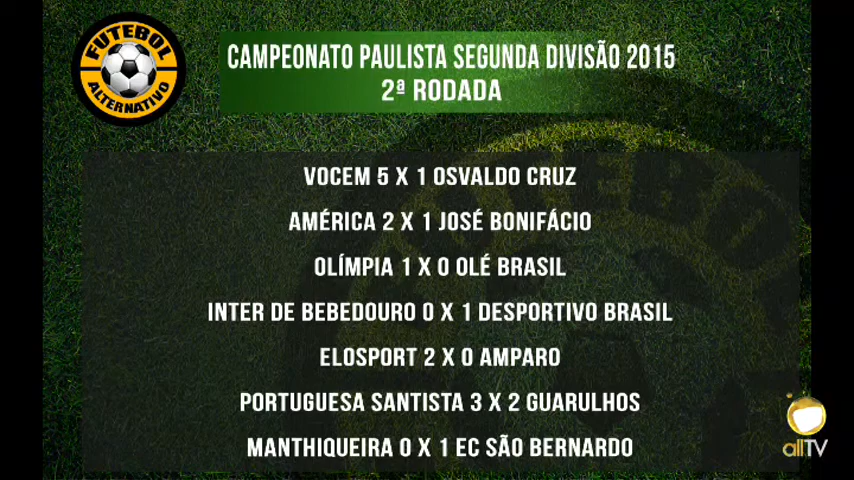 FUTEBOL
ALTERNATIVO
CAMPEONATO PAULISTA SEGUNDA DIVISÃO 2015
2ª RODADA
VOCEM 5 X 1 OSVALDO CRUZ
AMÉRICA 2 X 1 JOSÉ BONIFÁCIO
OLÍMPIA 1 X 0 OLÉ BRASIL
INTER DE BEBEDOURO 0 X 1 DESPORTIVO BRASIL
ELOSPORT 2 X 0 AMPARO
PORTUGUESA SANTISTA 3 X 2 GUARULHOS
MANTHIQUEIRA 0 X 1 EC SÃO BERNARDO
allTV